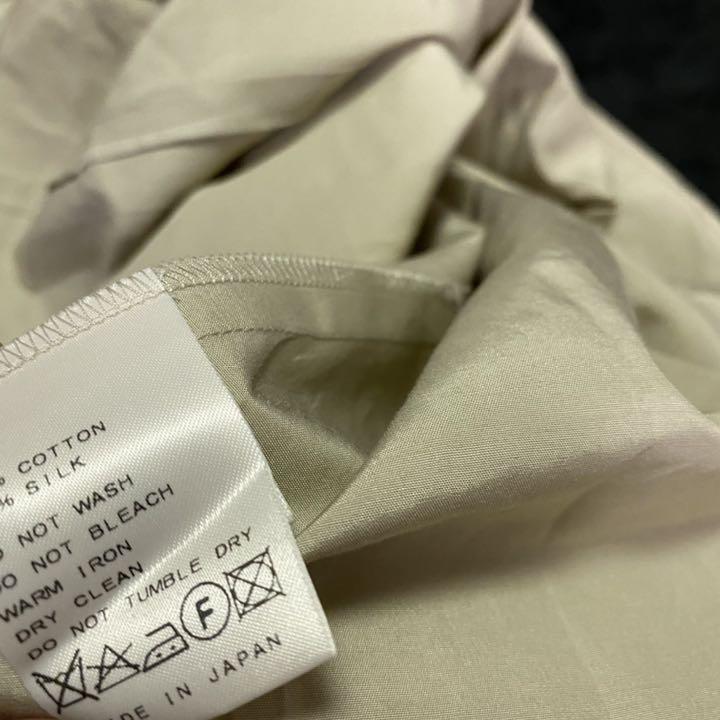 % COTTON
% SILK
DO NOT WASH
DO NOT BLEACH
WARM IRON
DRY CLEAN
DO NOT TUMBLE DRY
F
MADE IN JAPAN